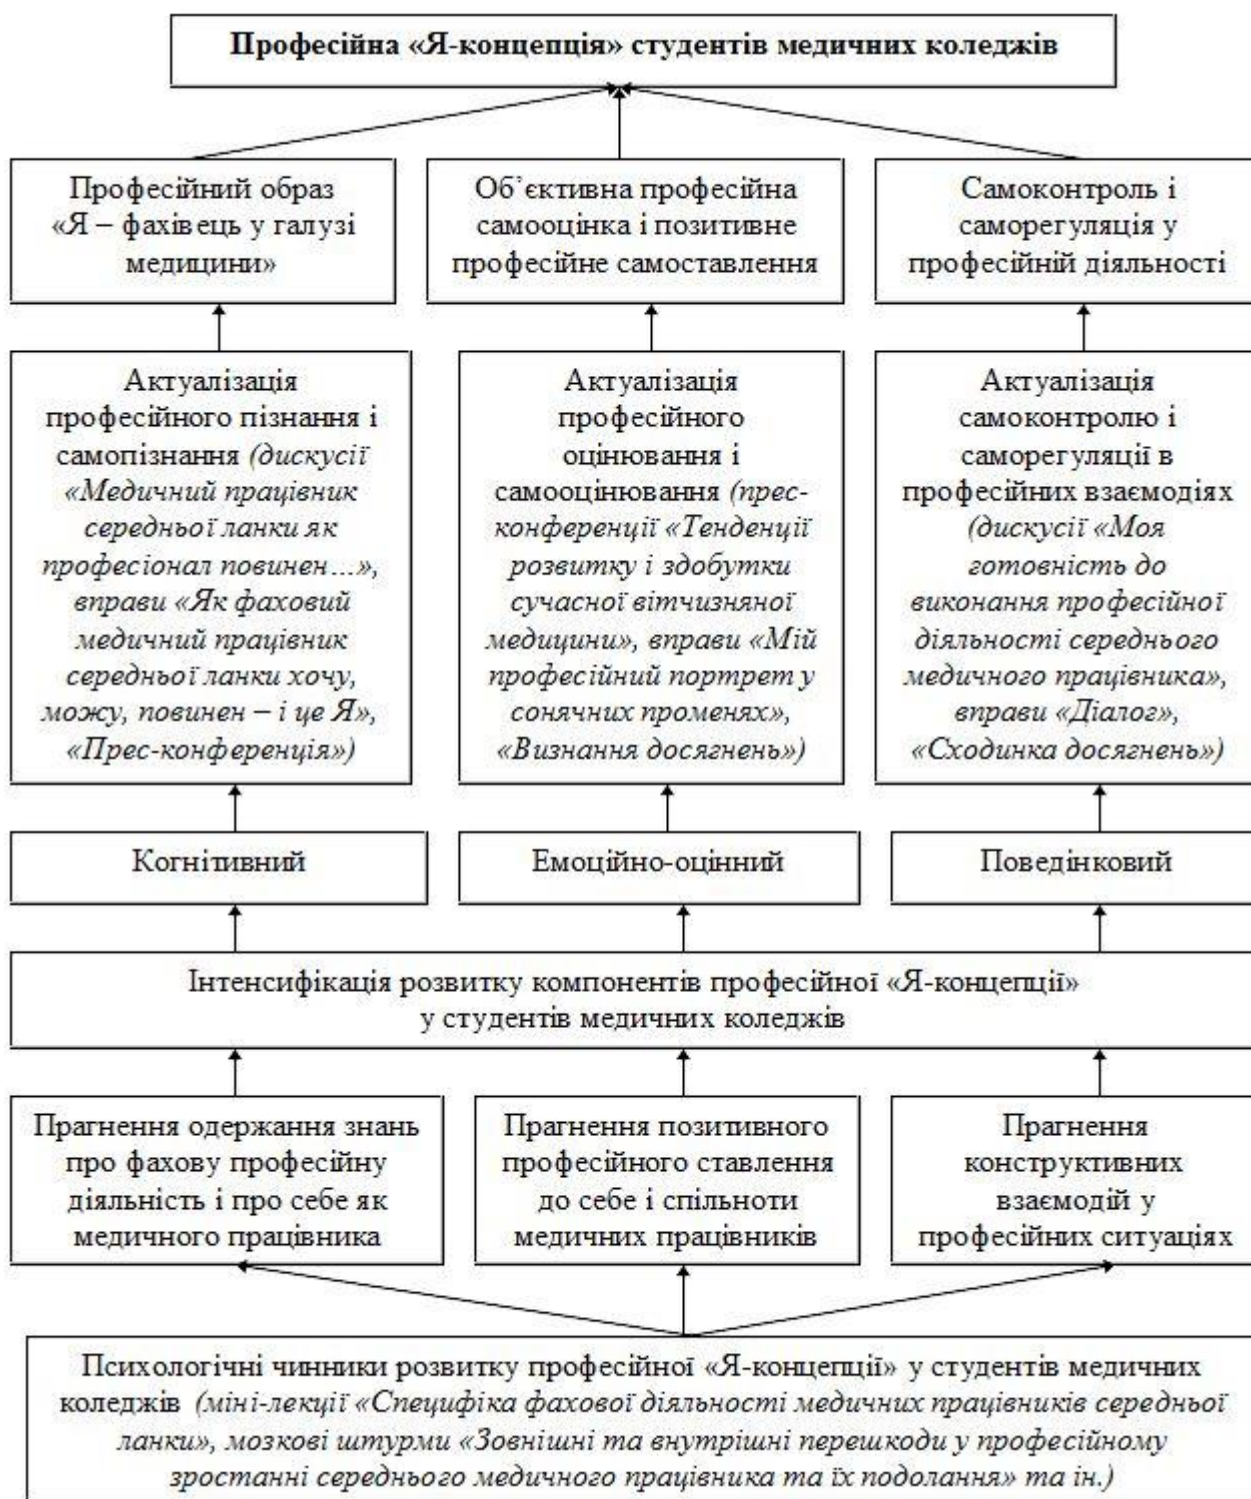 Професійна «Я-концепція» студентів медичних коледжів
Професійний образ
«Я – фахівець у галузі
медицини»
Об’єктивна професійна
самооцінка і позитивне
професійне самоставлення
Самоконтроль і
саморегуляція у
професійній діяльності
Актуалізація
професійного пізнання і
самопізнання (дискусії
«Медичний працівник
середньої ланки як
професіонал повинен…»,
вправи «Як фаховий
медичний працівник
середньої ланки хочу,
можу, повинен – і це Я»,
«Прес-конференція»)
Актуалізація
професійного
оцінювання і
самооцінювання (прес-
конференції «Тенденції
розвитку і здобутки
сучасної вітчизняної
медицини», вправи «Мій
професійний портрет у
сонячних променях»,
«Визнання досягнень»)
Актуалізація
самоконтролю і
саморегуляції в
професійних взаємодіях
(дискусії «Моя
готовність до
виконання професійної
діяльності середнього
медичного працівника»,
вправи «Діалог»,
«Сходинка досягнень»)
Когнітивний
Емоційно-оцінний
Поведінковий
Інтенсифікація розвитку компонентів професійної «Я-концепції»
у студентів медичних коледжів
Прагнення одержання знань
про фахову професійну
діяльність і про себе як
медичного працівника
Прагнення позитивного
професійного ставлення
до себе і спільноти
медичних працівників
Прагнення
конструктивних
взаємодій у
професійних ситуаціях
Психологічні чинники розвитку професійної «Я-концепції» у студентів медичних
коледжів (міні-лекції «Специфіка фахової діяльності медичних працівників середньої
ланки», мозкові штурми «Зовнішні та внутрішні перешкоди у професійному
зростанні середнього медичного працівника та їх подолання» та ін.)